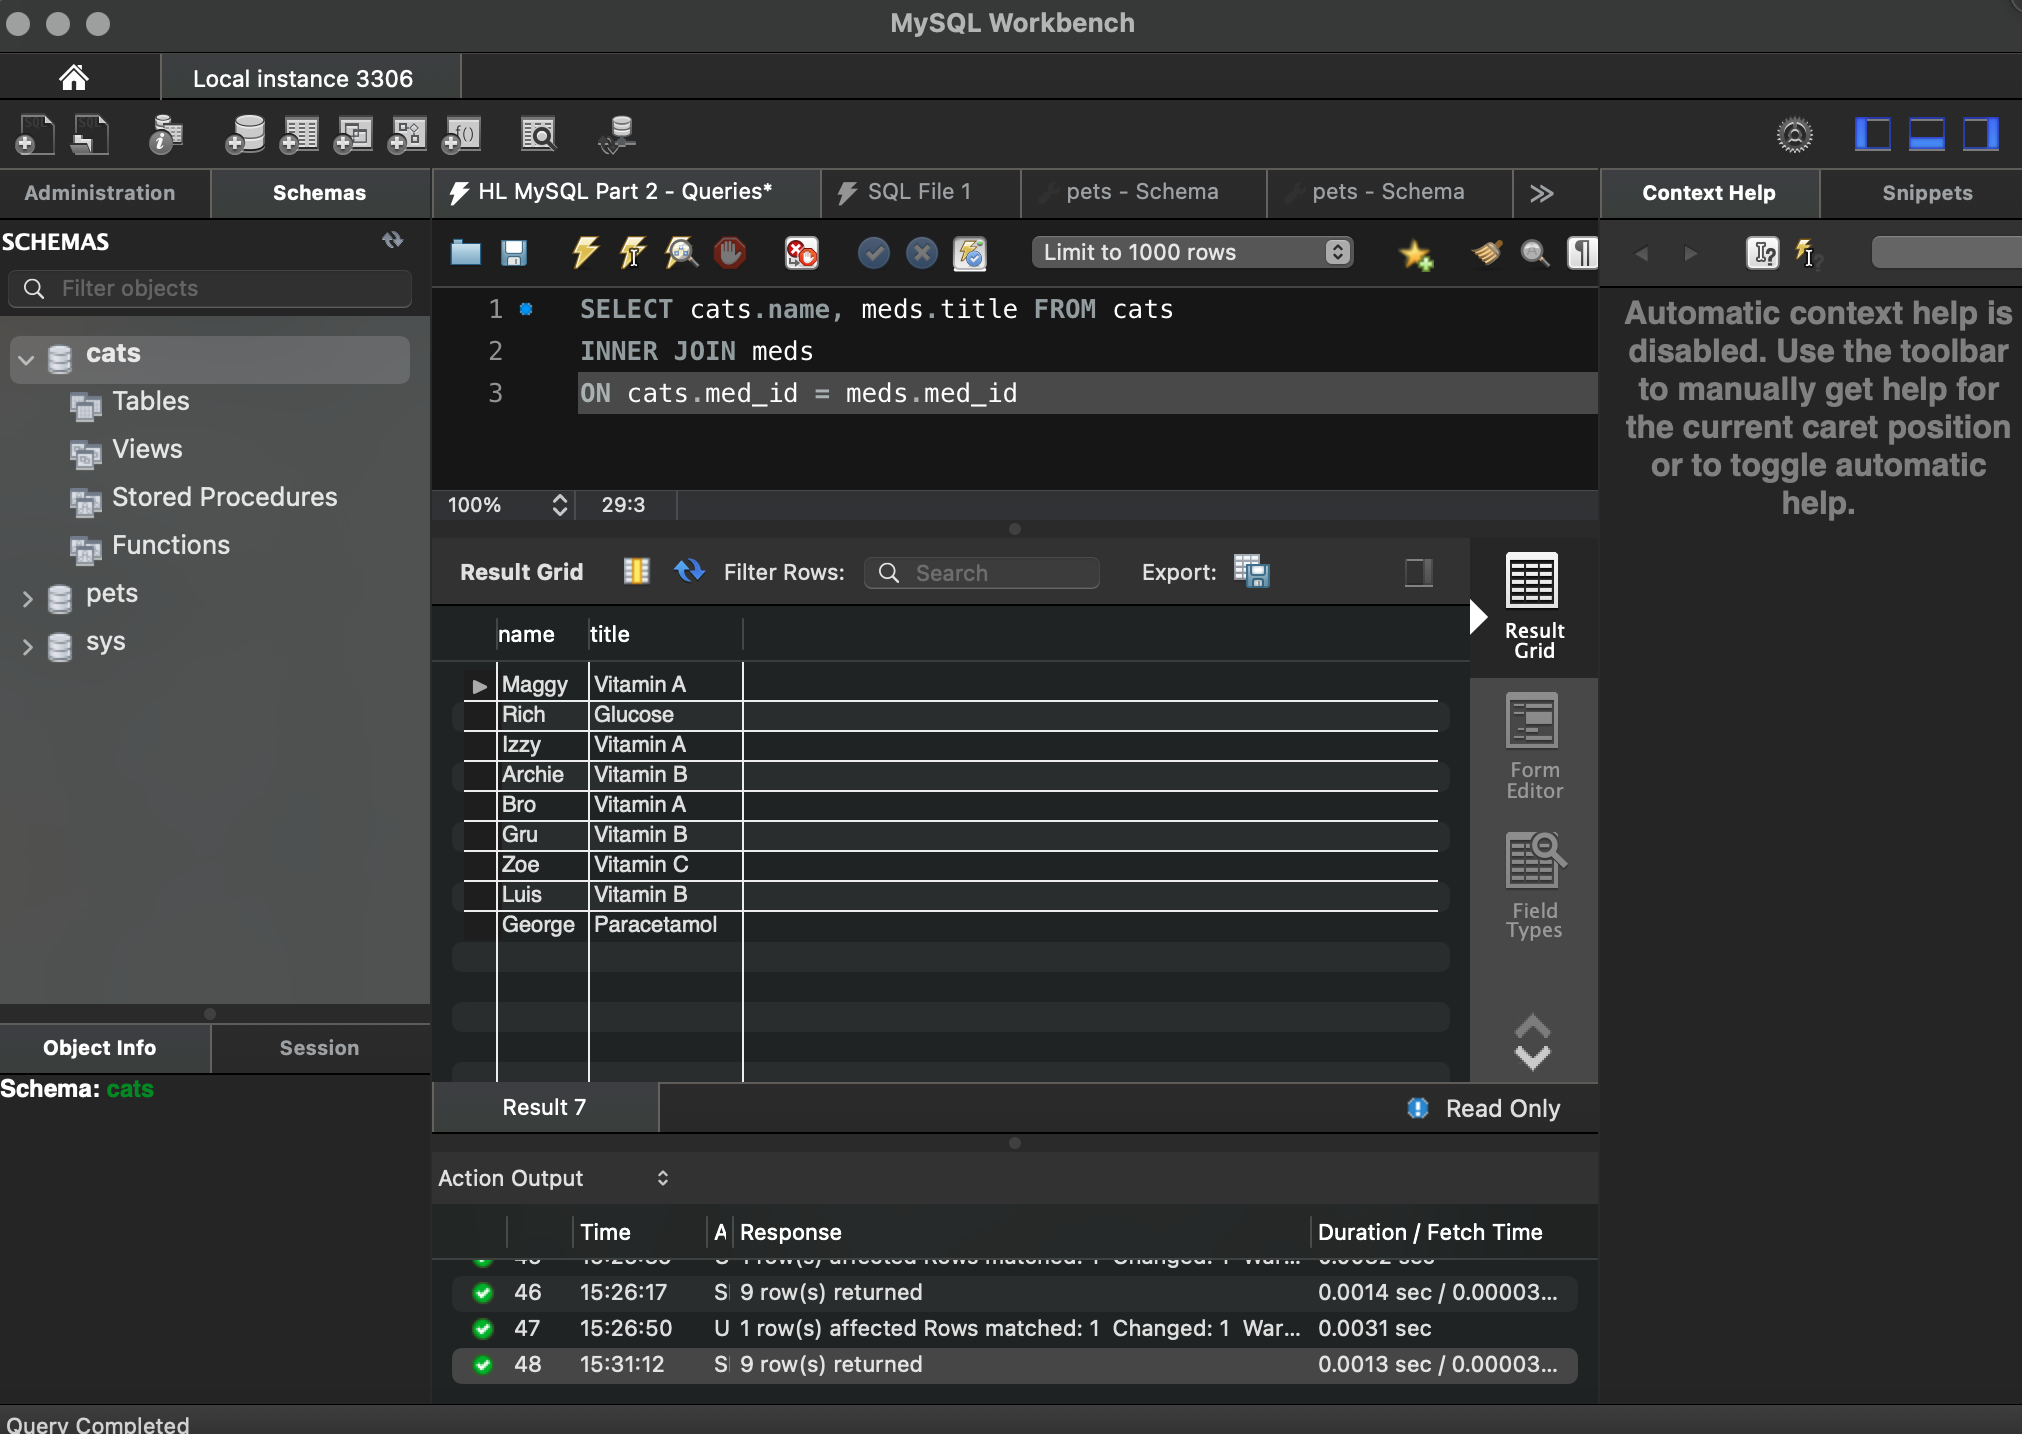 MySQL Workbench
Local instance 3306
Administration
Schemas
HL MySQL Part 2 - Queries*
SQL File 1
pets - Schema
pets - Schema
Context Help
Snippets
SCHEMAS
Filter objects
cats
Tables
Views
Stored Procedures
Functions
pets
sys
Object Info
Session
Schema: cats
Limit to 1000 rows
1 SELECT cats.name, meds.title FROM cats
2 INNER JOIN meds
3 ON cats.med_id = meds.med_id
100% 29:3
Result Grid
Filter Rows:
Search
Export:
name title
Maggy Vitamin A
Rich Glucose
Izzy Vitamin A
Archie Vitamin B
Bro Vitamin A
Gru Vitamin B
Zoe Vitamin C
Luis Vitamin B
George Paracetamol
Result
Grid
Form
Editor
Field
Types
Result 7
Read Only
Action Output
Time A Response Duration / Fetch Time
46 15:26:17 S 9 row(s) returned 0.0014 sec / 0.00003...
47 15:26:50 U 1 row(s) affected Rows matched: 1 Changed: 1 War... 0.0031 sec
48 15:31:12 S 9 row(s) returned 0.0013 sec / 0.00003...
Automatic context help is
disabled. Use the toolbar
to manually get help for
the current caret position
or to toggle automatic
help.
Query Completed